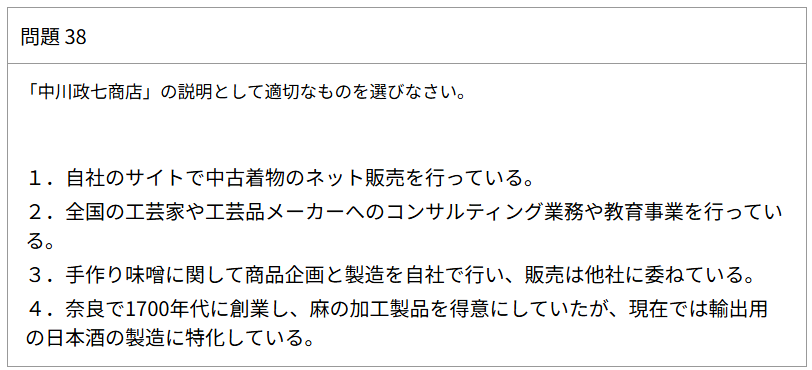 問題 38
「中川政七商店」の説明として適切なものを選びなさい。
１．自社のサイトで中古着物のネット販売を行っている。
２．全国の工芸家や工芸品メーカーへのコンサルティング業務や教育事業を行ってい
る。
３．手作り味噌に関して商品企画と製造を自社で行い、販売は他社に委ねている。
４．奈良で1700年代に創業し、麻の加工製品を得意にしていたが、現在では輸出用
の日本酒の製造に特化している。